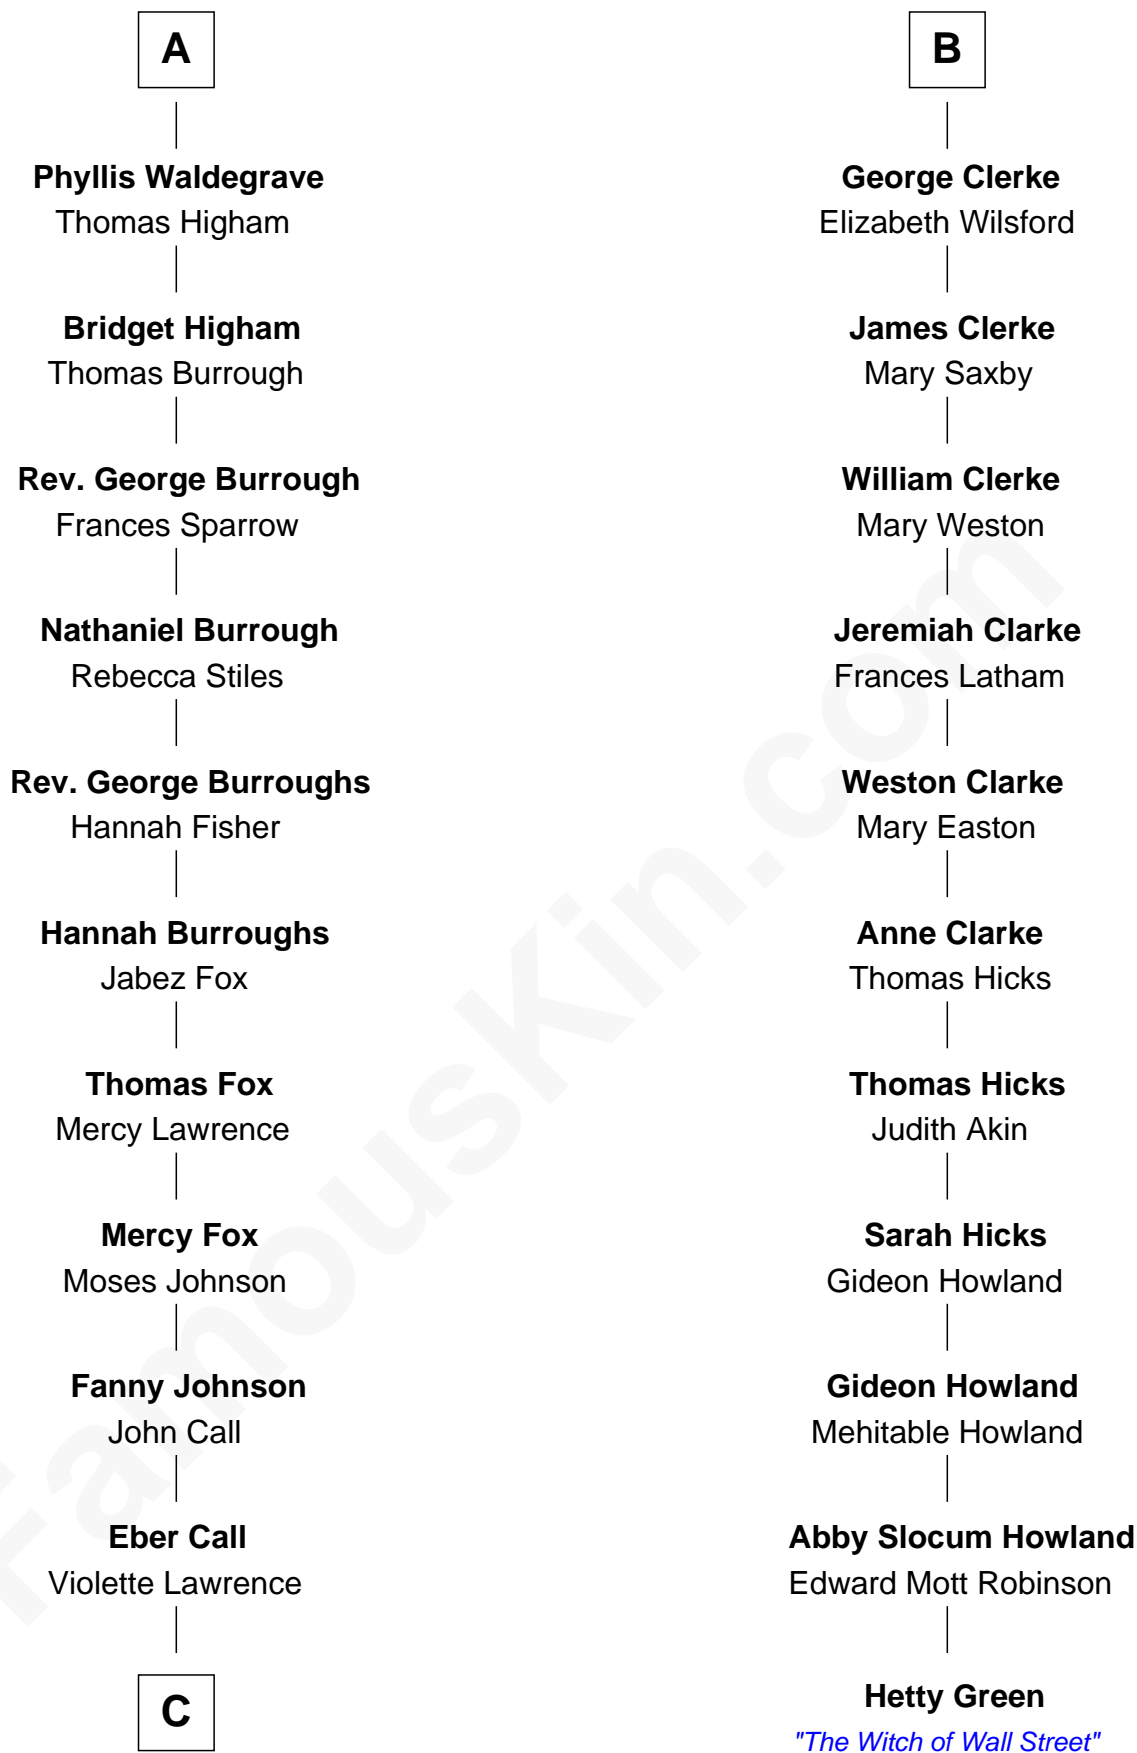 A
Phyllis Waldegrave
Thomas Higham
Bridget Higham
Thomas Burrough
Rev. George Burrough
Frances Sparrow
Nathaniel Burrough
Rebecca Stiles
Rev. George Burroughs
Hannah Fisher
Hannah Burroughs
Jabez Fox
Thomas Fox
Mercy Lawrence
Mercy Fox
Moses Johnson
Fanny Johnson
John Call
Eber Call
Violette Lawrence
C
B
George Clerke
Elizabeth Wilsford
James Clerke
Mary Saxby
William Clerke
Mary Weston
Jeremiah Clarke
Frances Latham
Weston Clarke
Mary Easton
Anne Clarke
Thomas Hicks
Thomas Hicks
Judith Akin
Sarah Hicks
Gideon Howland
Gideon Howland
Mehitable Howland
Abby Slocum Howland
Edward Mott Robinson
Hetty Green
"The Witch of Wall Street"
FamousKin.com